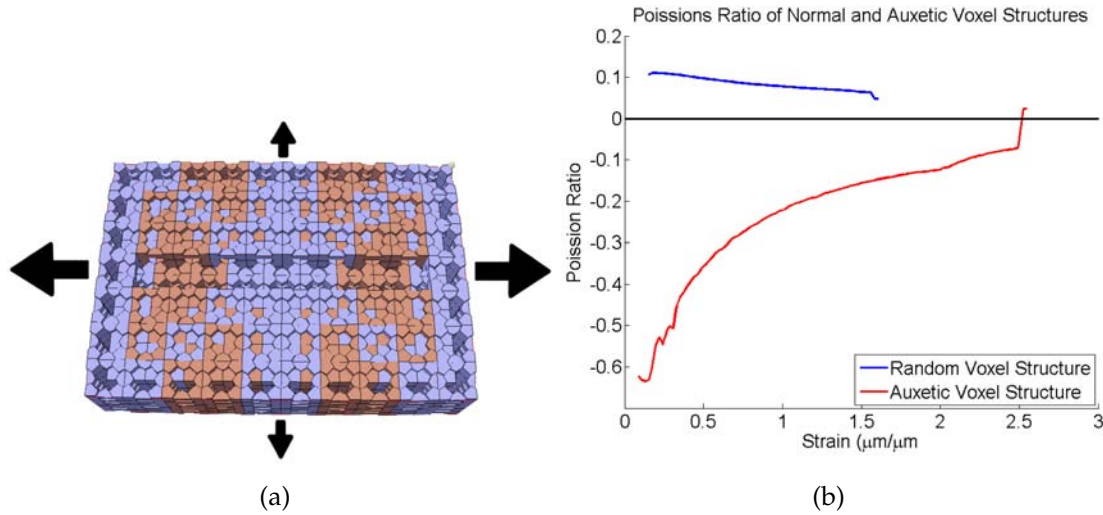 Poissions Ratio of Normal and Auxetic Voxel Structures
0.2
0.1
0
-0.1
-0.2
-0.3
-0.4
-0.5
-0.6
Poission Ratio
Random Voxel Structure
Auxetic Voxel Structure
0 0.5 1 1.5 2 2.5 3
Strain (μm/μm
(a) (b)